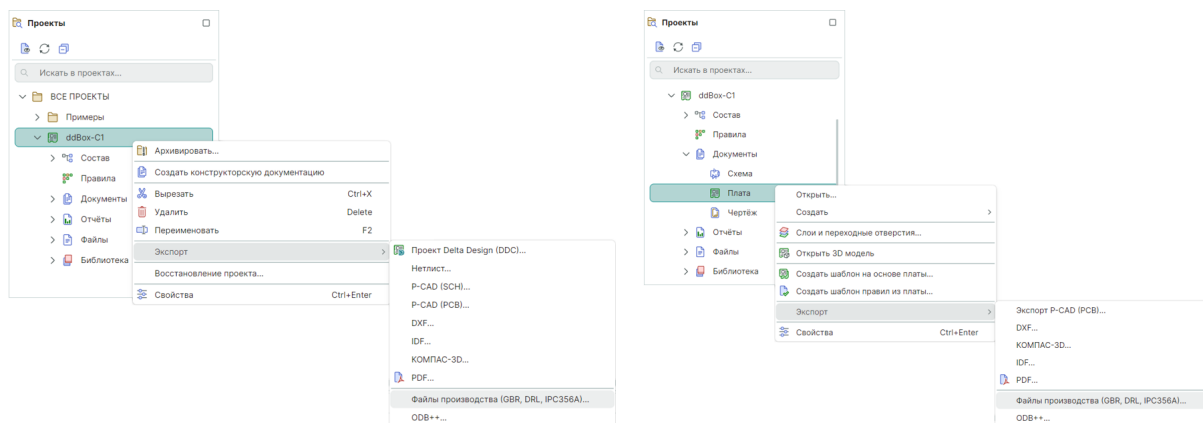 Проекты
Искать в проектах...
ВСЕ ПРОЕКТЫ
Примеры
ddBox-C1
Состав
Правила
Документы
Отчёты
Файлы
Библиотека
Архивировать...
Создать конструкторскую документацию
Вырезать Ctrl+X
Удалить Delete
Переименовать F2
Экспорт
Восстановление проекта...
Свойства Ctrl+Enter
Проект Delta Design (DDC)...
Нетлист...
P-CAD (SCH)...
P-CAD (PCB)...
DXF...
IDF...
КОМПАС-3D...
PDF...
Файлы производства (GBR, DRL, IPC356A)...
ODB++...
Проекты
Искать в проектах...
ddBox-C1
Состав
Правила
Документы
Схема
Плата
Чертёж
Отчёты
Файлы
Библиотека
Открыть...
Создать
Слои и переходные отверстия...
Открыть 3D модель
Создать шаблон на основе платы...
Создать шаблон правил из платы...
Экспорт
Свойства Ctrl+Enter
Экспорт P-CAD (PCB)...
DXF...
КОМПАС-3D...
IDF...
PDF...
Файлы производства (GBR, DRL, IPC356A)...
ODB++...